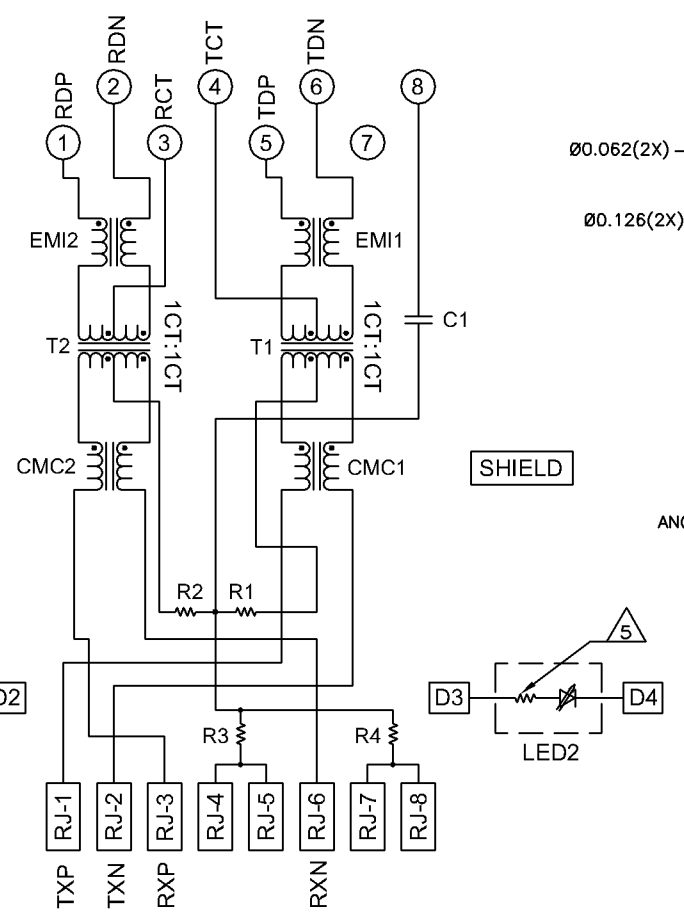 RDP
RDN
RCT
TCT
TDP
TDN
1
2
3
4
5
6
7
8
Ø0.062(2X)
Ø0.126(2X)
EMI2
EMI1
T2
1CT:1CT
T1
1CT:1CT
C1
CMC2
CMC1
SHIELD
R2
R1
5
D2
D3
D4
LED2
R3
R4
RJ-1
RJ-2
RJ-3
RJ-4
RJ-5
RJ-6
RJ-7
RJ-8
TXP
TXN
RXP
RXN